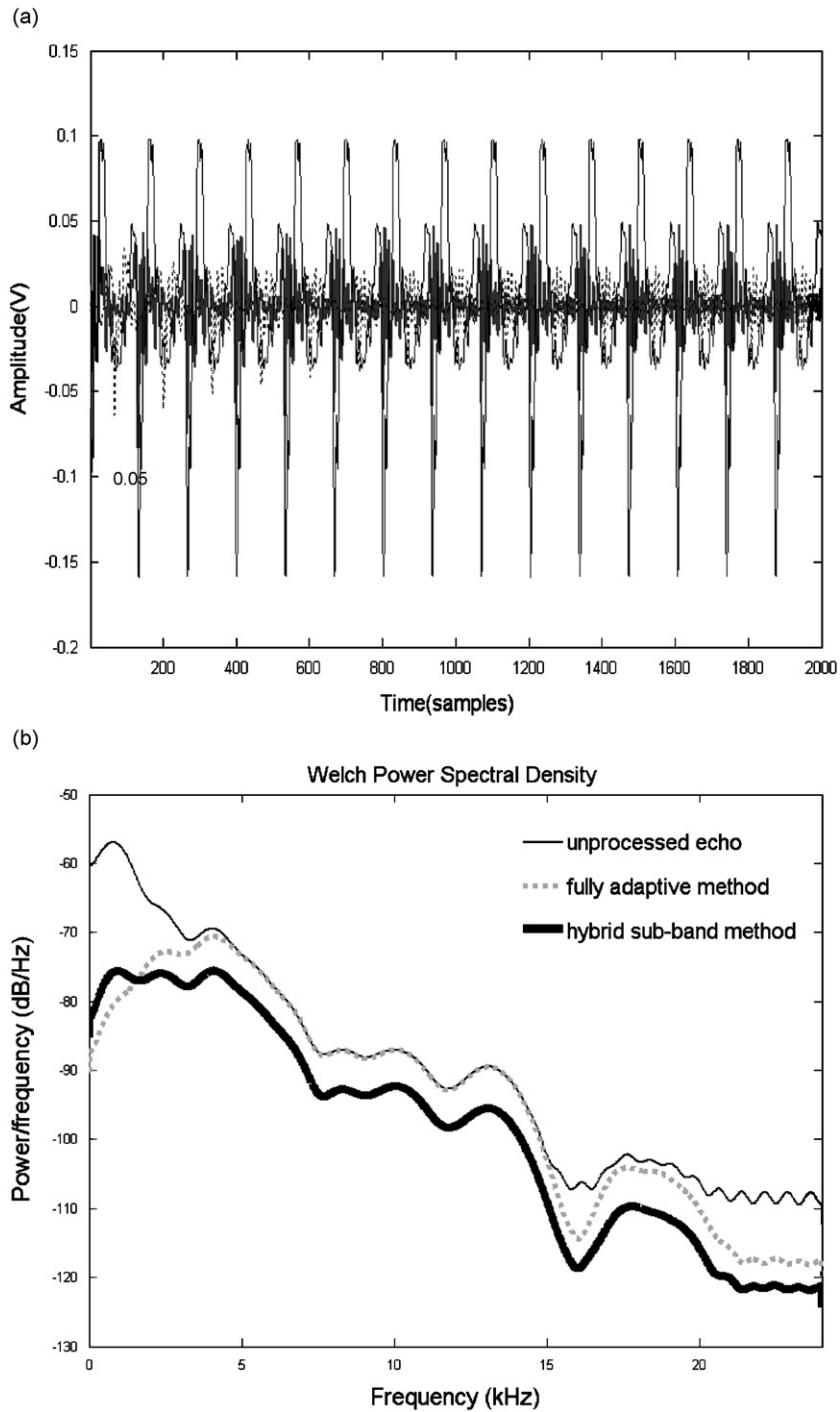 (a)
0.15
0.1
0.05
0
-0.05
-0.1
-0.15
-0.2
Amplitude(V)
0.05
200 400 600 800 1000 1200 1400 1600 1800 2000
Time(samples)
(b)
Welch Power Spectral Density
-50
-60
-70
-80
-90
-100
-110
-120
-130
Power/frequency (dB/Hz)
unprocessed echo
fully adaptive method
hybrid sub-band method
0 5 10 15 20
Frequency (kHz)